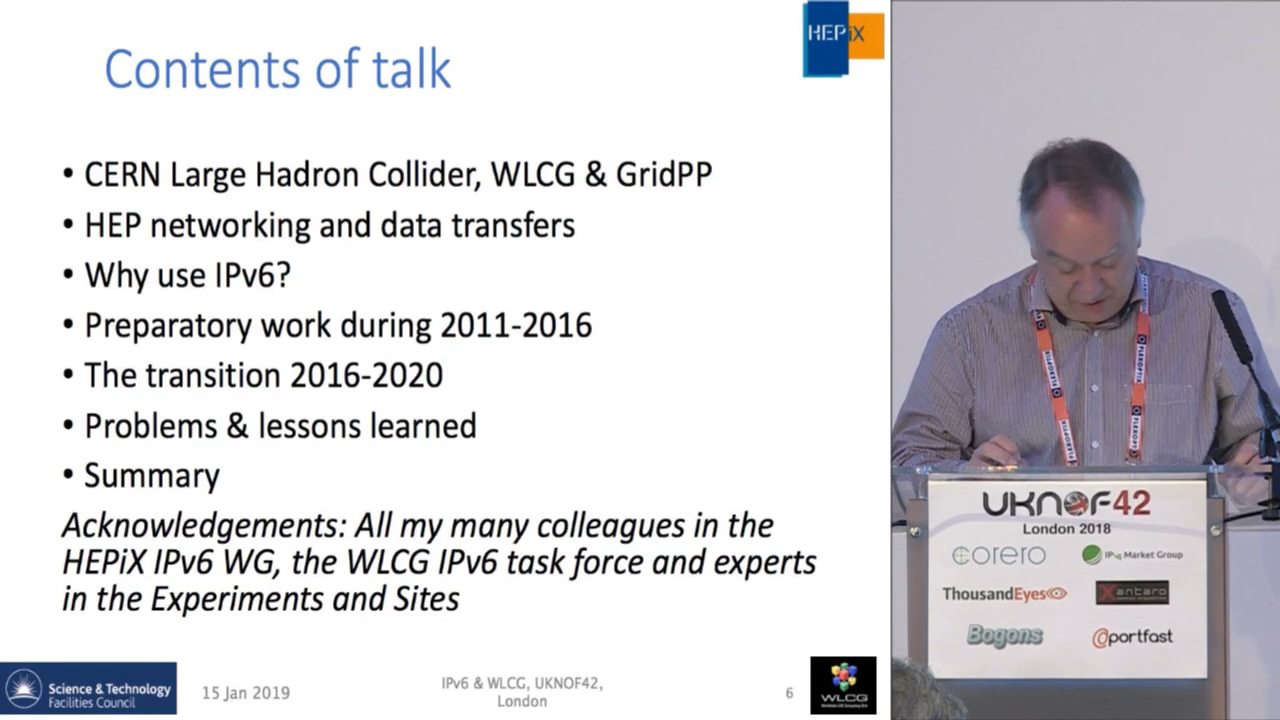 Contents of talk
HEPiX
• CERN Large Hadron Collider, WLCG & GridPP
• HEP networking and data transfers
• Why use IPv6?
• Preparatory work during 2011-2016
• The transition 2016-2020
• Problems & lessons learned
• Summary
Acknowledgements: All my many colleagues in the
HEPiX IPv6 WG, the WLCG IPv6 task force and experts
in the Experiments and Sites
Science & Technology
Facilities Council
15 Jan 2019
IPv6 & WLCG, UKNOF42,
London
6
WLCG
FLEXOPTIX
FLEXOPTIX
UKNOF42
London 2018
corero
IPv4 Market Group
ThousandEyes
Xantaro
Bogons
portfast